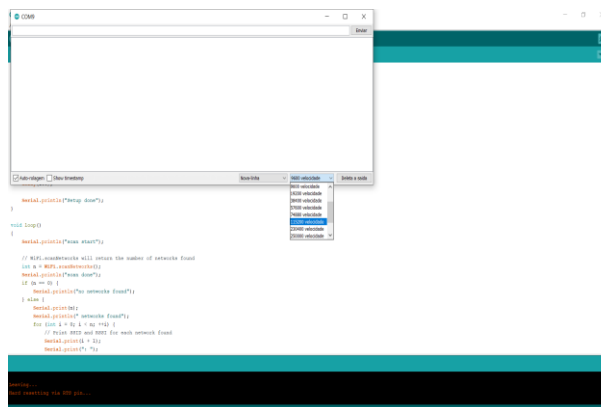 COM9
Enviar
Auto-rolagem Show timestamp
Nova-linha
9600 velocidade
Deleta a saída
9600 velocidade
19200 velocidade
38400 velocidade
57600 velocidade
74880 velocidade
115200 velocidade
230400 velocidade
250000 velocidade
Serial.println("Setup done");
}
void loop()
{
Serial.println("scan start");
// WiFi.scanNetworks will return the number of networks found
int n = WiFi.scanNetworks();
Serial.println("scan done");
if (n == 0) {
Serial.println("no networks found");
} else {
Serial.print(n);
Serial.println(" networks found");
for (int i = 0; i < n; ++i) {
// Print SSID and RSSI for each network found
Serial.print(i + 1);
Serial.print(": ");
Leaving...
Hard resetting via RTS pin...